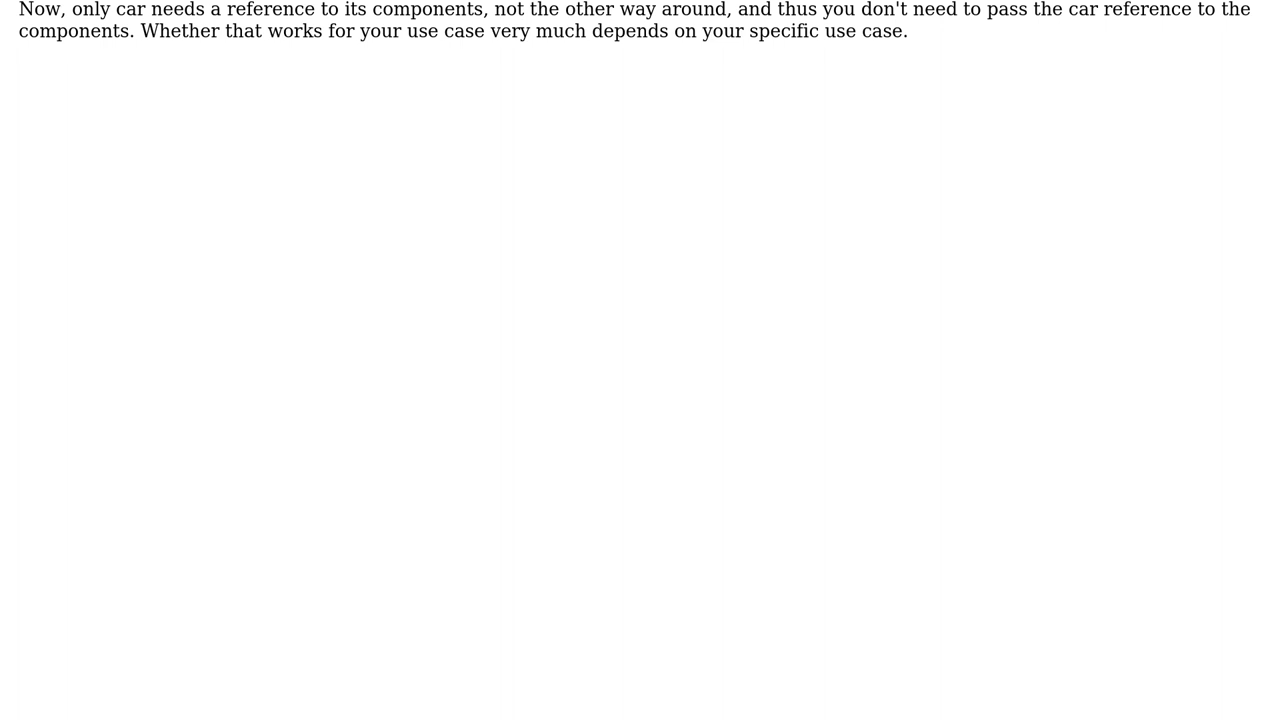 Now, only car needs a reference to its components, not the other way around, and thus you don't need to pass the car reference to the
components. Whether that works for your use case very much depends on your specific use case.